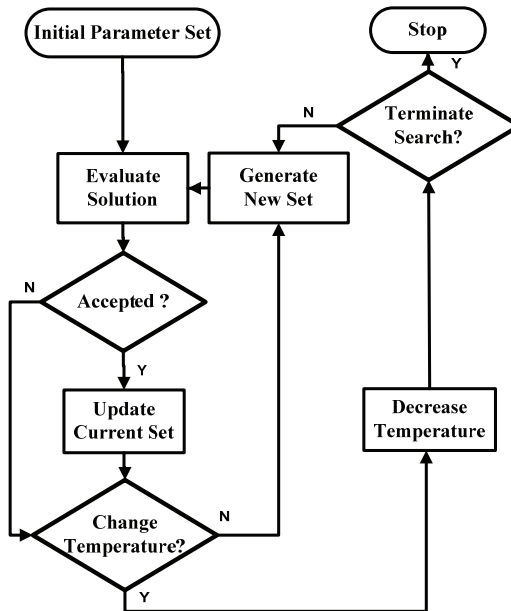 Initial Parameter Set
Stop
Y
N
Terminate
Search?
Evaluate
Solution
Generate
New Set
N
Accepted ?
Y
Update
Current Set
Decrease
Temperature
Change
Temperature?
N
Y